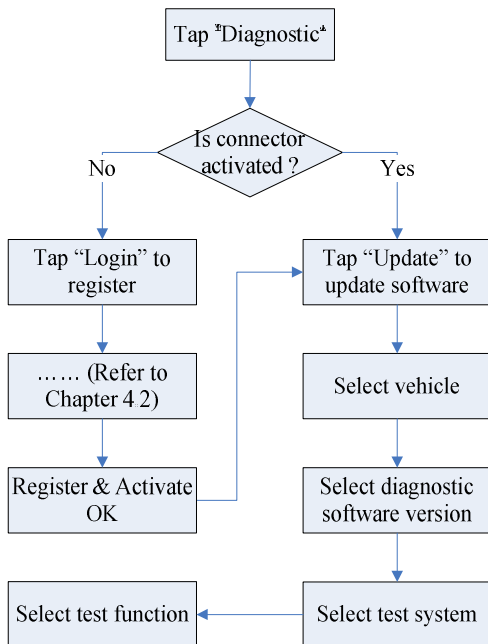 Tap "Diagnostic"
Is connector
activated ?
No
Yes
Tap “Login” to
register
Tap “Update” to
update software
…… (Refer to
Chapter 4.2)
Select vehicle
Register & Activate
OK
Select diagnostic
software version
Select test function
Select test system